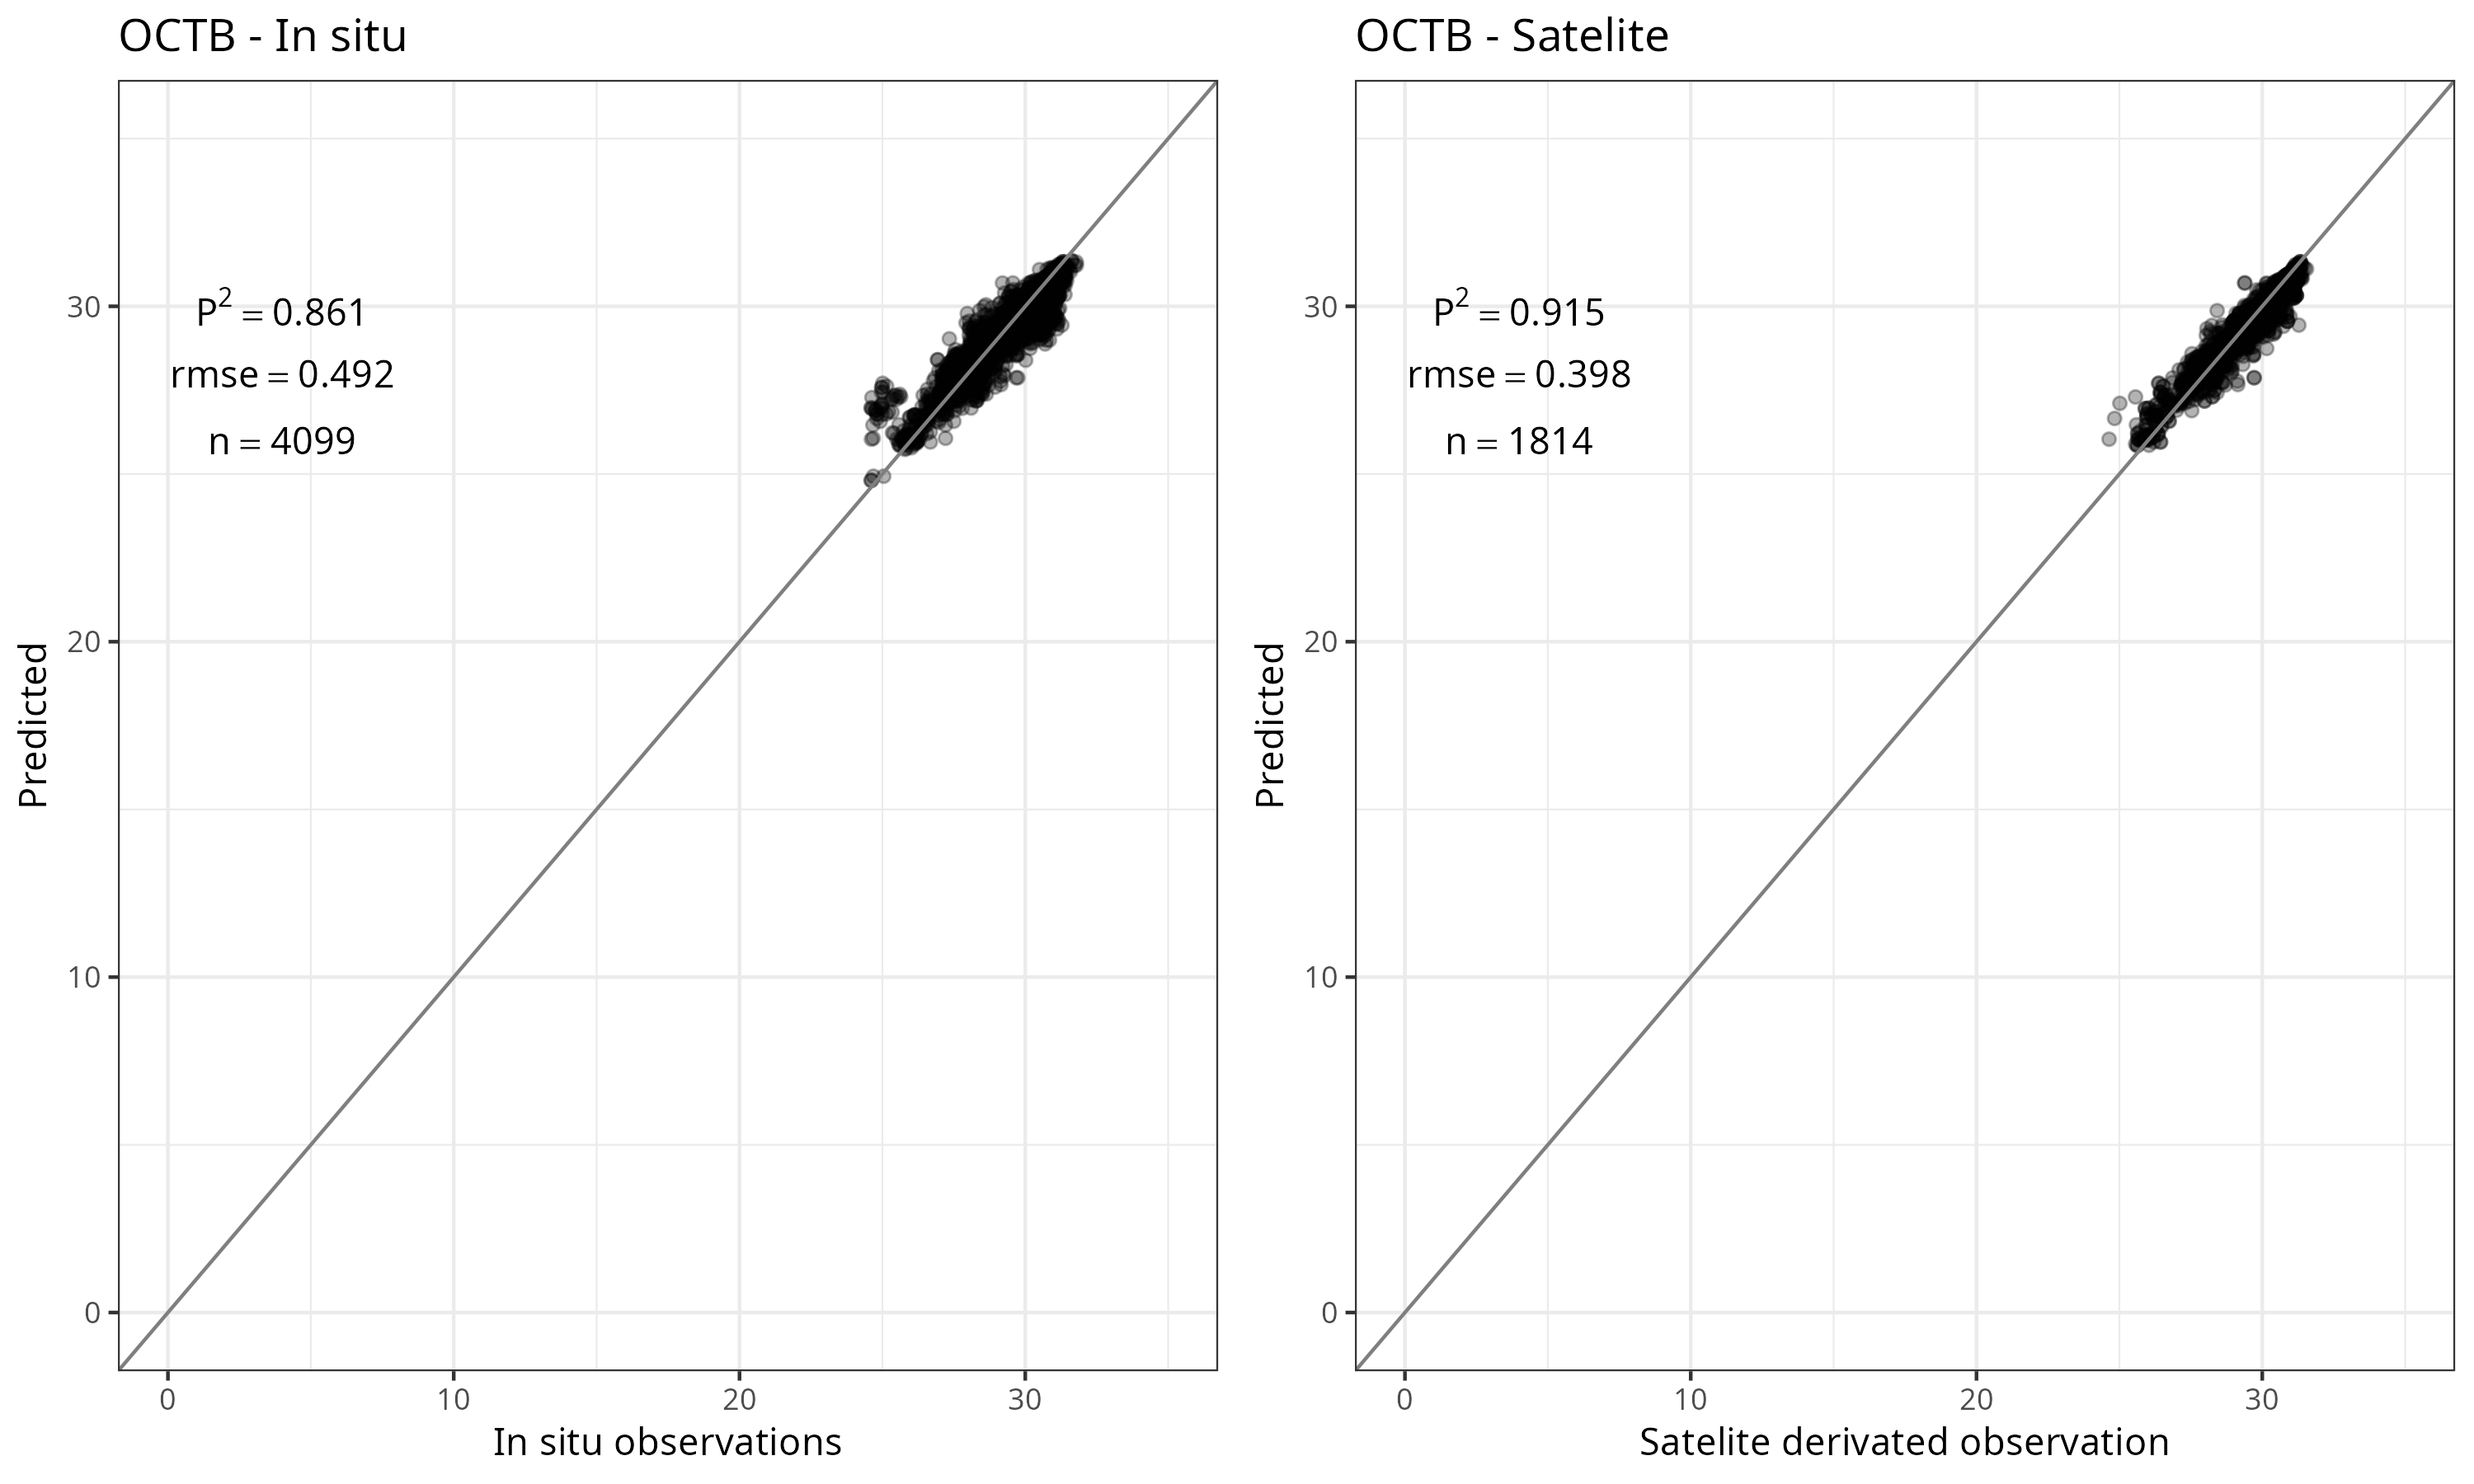 OCTB - In situ
P² = 0.861
rmse = 0.492
n = 4099
30
20
10
0
Predicted
0 10 20 30
In situ observations
OCTB - Satelite
P² = 0.915
rmse = 0.398
n = 1814
30
20
10
0
Predicted
0 10 20 30
Satelite derivated observation